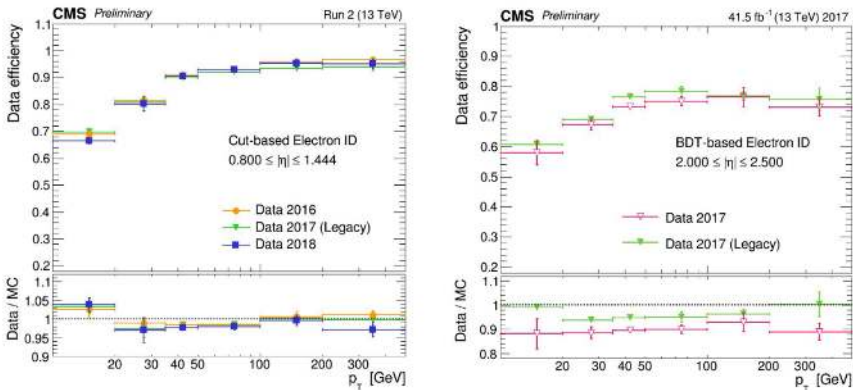 CMS Preliminary Run 2 (13 TeV)
Data efficiency
1.1
1
0.9
0.8
0.7
0.6
0.5
0.4
0.3
0.2
Cut-based Electron ID
0.800 ≤ |η| ≤ 1.444
Data 2016
Data 2017 (Legacy)
Data 2018
Data / MC
1.05
1
0.95
0.9
20 30 40 50 100 200 300
p_T [GeV]
CMS Preliminary 41.5 fb⁻¹ (13 TeV) 2017
Data efficiency
1
0.9
0.8
0.7
0.6
0.5
0.4
0.3
0.2
BDT-based Electron ID
2.000 ≤ |η| ≤ 2.500
Data 2017
Data 2017 (Legacy)
Data / MC
1.1
1
0.9
0.8
20 30 40 50 100 200 300
p_T [GeV]